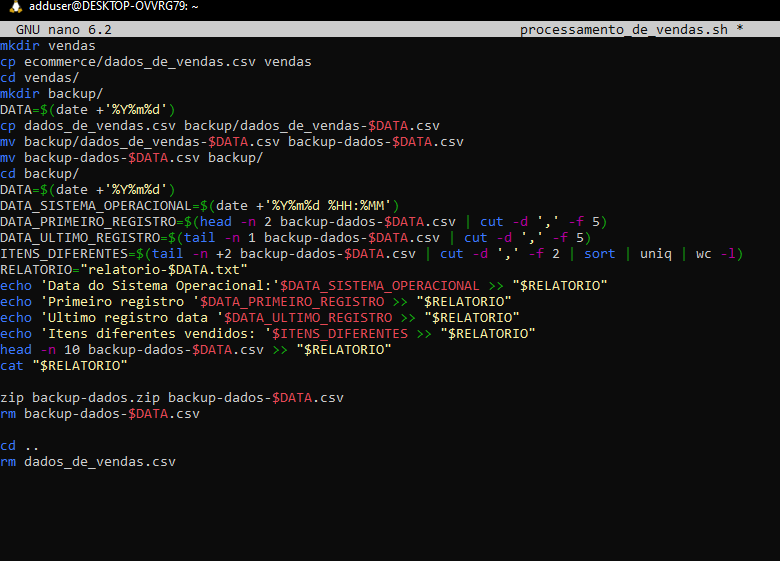 adduser@DESKTOP-OVVRG79: ~
GNU nano 6.2 processamento_de_vendas.sh *
mkdir vendas
cp ecommerce/dados_de_vendas.csv vendas
cd vendas/
mkdir backup/
DATA=$(date +'%Y%m%d')
cp dados_de_vendas.csv backup/dados_de_vendas-$DATA.csv
mv backup/dados_de_vendas-$DATA.csv backup-dados-$DATA.csv
mv backup-dados-$DATA.csv backup/
cd backup/
DATA=$(date +'%Y%m%d')
DATA_SISTEMA_OPERACIONAL=$(date +'%Y%m%d %HH:%MM')
DATA_PRIMEIRO_REGISTRO=$(head -n 2 backup-dados-$DATA.csv | cut -d ',' -f 5)
DATA_ULTIMO_REGISTRO=$(tail -n 1 backup-dados-$DATA.csv | cut -d ',' -f 5)
ITENS_DIFERENTES=$(tail -n +2 backup-dados-$DATA.csv | cut -d ',' -f 2 | sort | uniq | wc -l)
RELATORIO="relatorio-$DATA.txt"
echo 'Data do Sistema Operacional:'$DATA_SISTEMA_OPERACIONAL >> "$RELATORIO"
echo 'Primeiro registro '$DATA_PRIMEIRO_REGISTRO >> "$RELATORIO"
echo 'Ultimo registro data '$DATA_ULTIMO_REGISTRO >> "$RELATORIO"
echo 'Itens diferentes vendidos: '$ITENS_DIFERENTES >> "$RELATORIO"
head -n 10 backup-dados-$DATA.csv >> "$RELATORIO"
cat "$RELATORIO"
zip backup-dados.zip backup-dados-$DATA.csv
rm backup-dados-$DATA.csv
cd ..
rm dados_de_vendas.csv